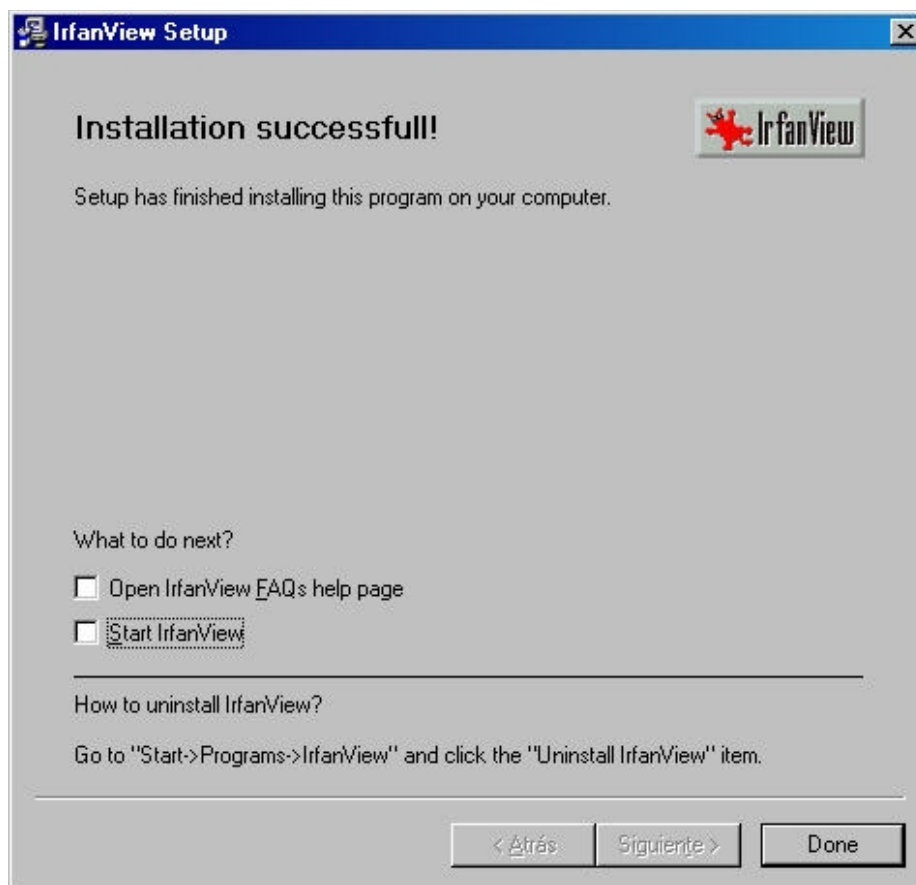 IrfanView Setup
Installation successfull!
IrfanView
Setup has finished installing this program on your computer.
What to do next?
Open IrfanView FAQs help page
Start IrfanView
How to uninstall IrfanView?
Go to "Start->Programs->IrfanView" and click the "Uninstall IrfanView" item.
< Atrás Siguiente > Done